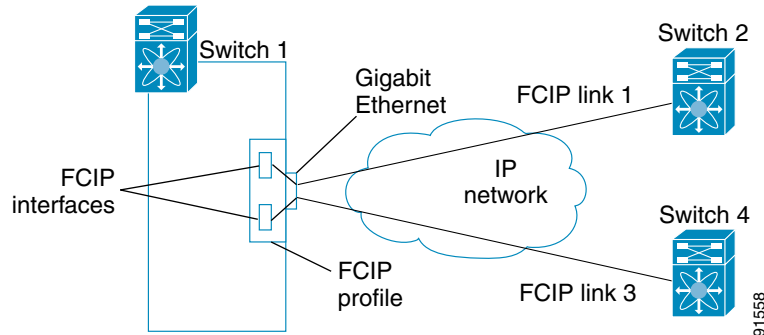 Switch 1
Switch 2
Gigabit
Ethernet
FCIP link 1
IP
network
FCIP
interfaces
Switch 4
FCIP
profile
FCIP link 3
91558